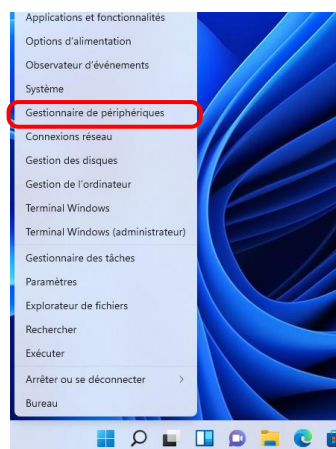 Applications et fonctionnalités
Options d'alimentation
Observateur d'événements
Système
Gestionnaire de périphériques
Connexions réseau
Gestion des disques
Gestion de l'ordinateur
Terminal Windows
Terminal Windows (administrateur)
Gestionnaire des tâches
Paramètres
Explorateur de fichiers
Rechercher
Exécuter
Arrêter ou se déconnecter >
Bureau